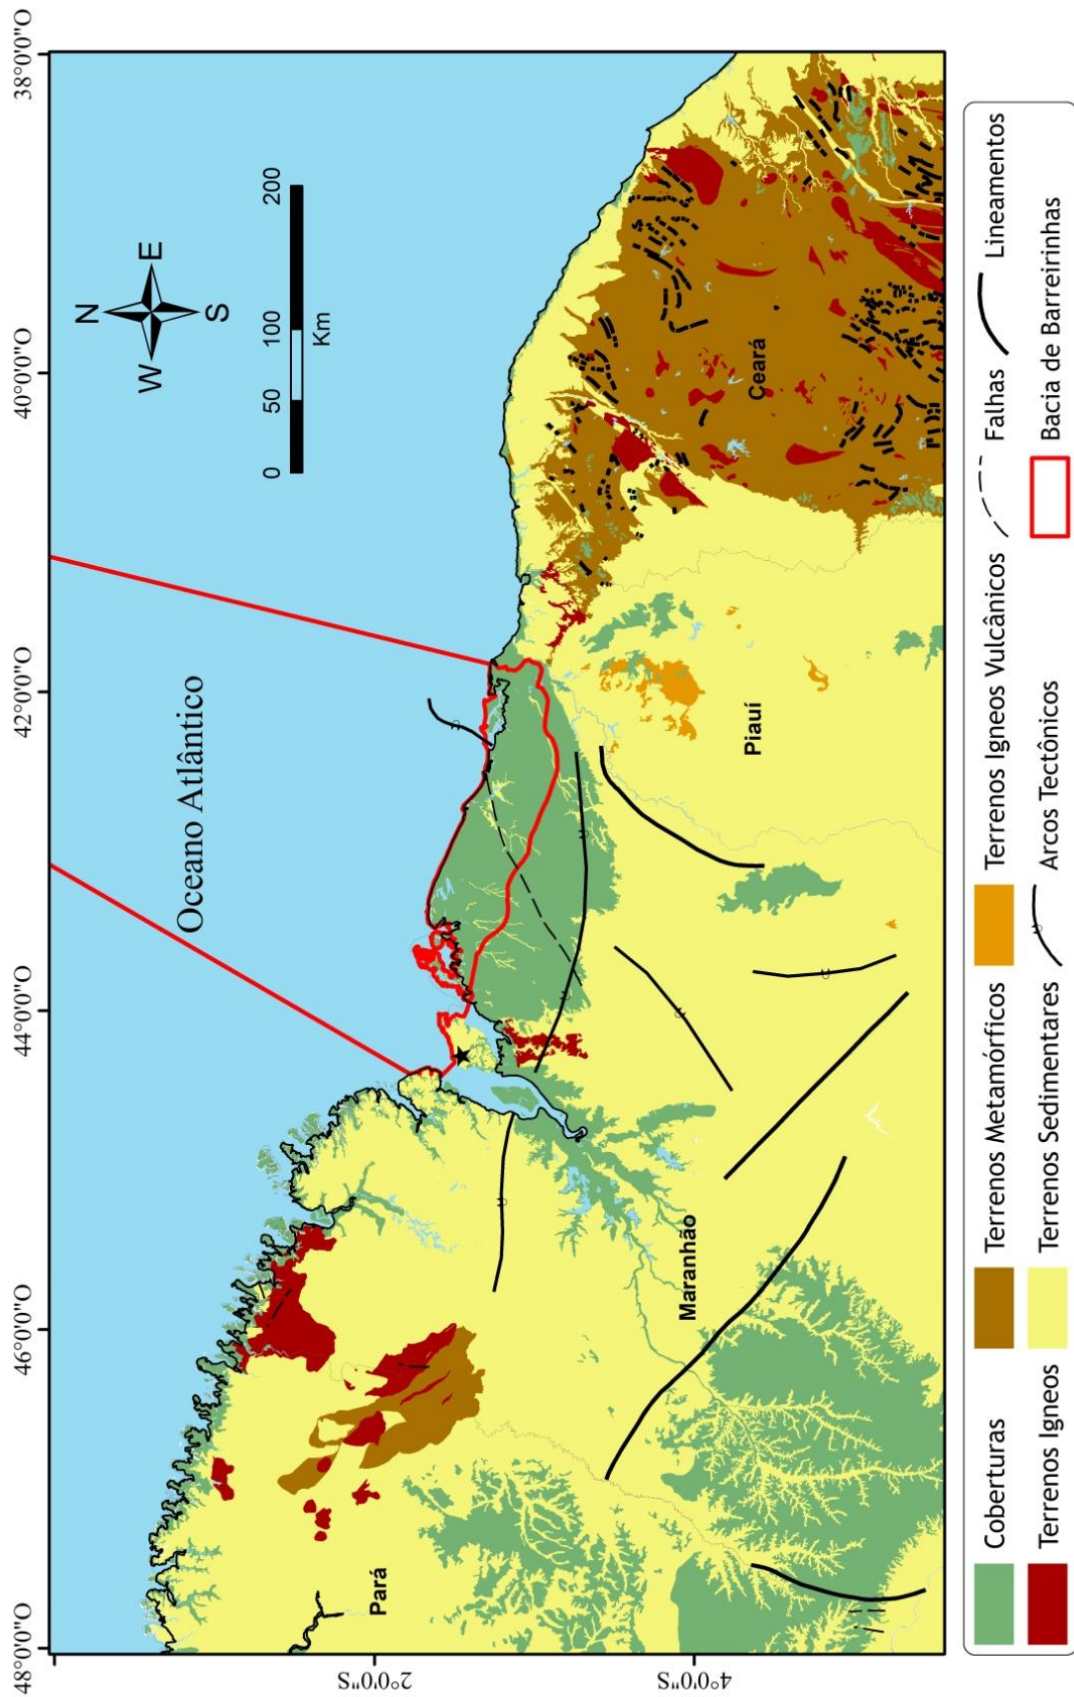 48°0'0"O
46°0'0"O
44°0'0"O
42°0'0"O
40°0'0"O
38°0'0"O
Oceano Atlântico
N
W E
S
0 50 100 200
Km
2°0'0"S
4°0'0"S
Pará
Maranhão
Piauí
Ceará
Coberturas
Terrenos Metamórficos
Terrenos Igneos Vulcânicos
Falhas
Lineamentos
Terrenos Igneos
Terrenos Sedimentares
Arcos Tectônicos
Bacia de Barreirinhas